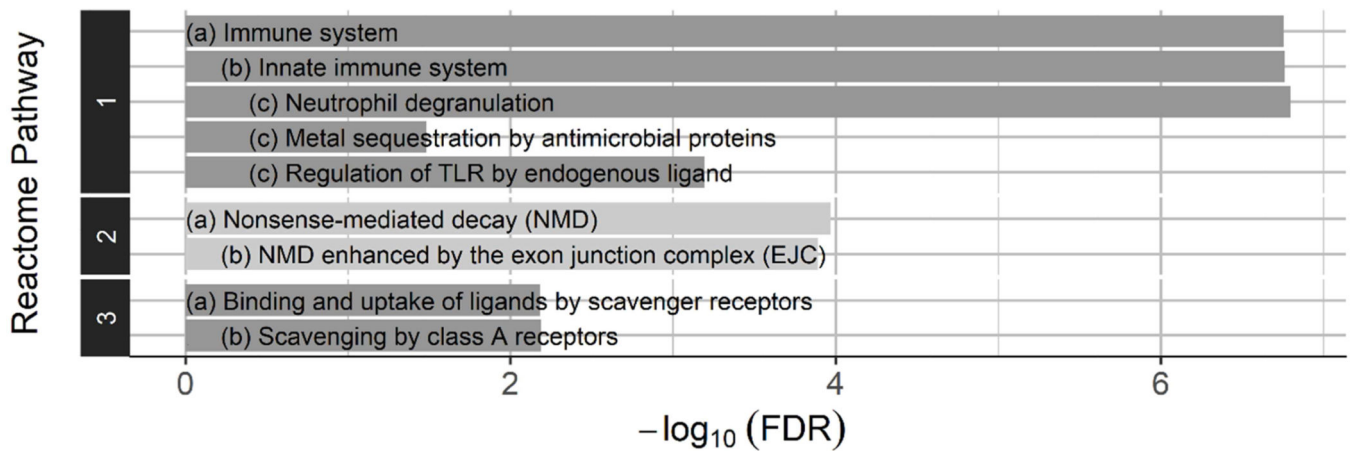 Reactome Pathway
1
(a) Immune system
(b) Innate immune system
(c) Neutrophil degranulation
(c) Metal sequestration by antimicrobial proteins
(c) Regulation of TLR by endogenous ligand
2
(a) Nonsense-mediated decay (NMD)
(b) NMD enhanced by the exon junction complex (EJC)
3
(a) Binding and uptake of ligands by scavenger receptors
(b) Scavenging by class A receptors
0 2 4 6
−log₁₀ (FDR)